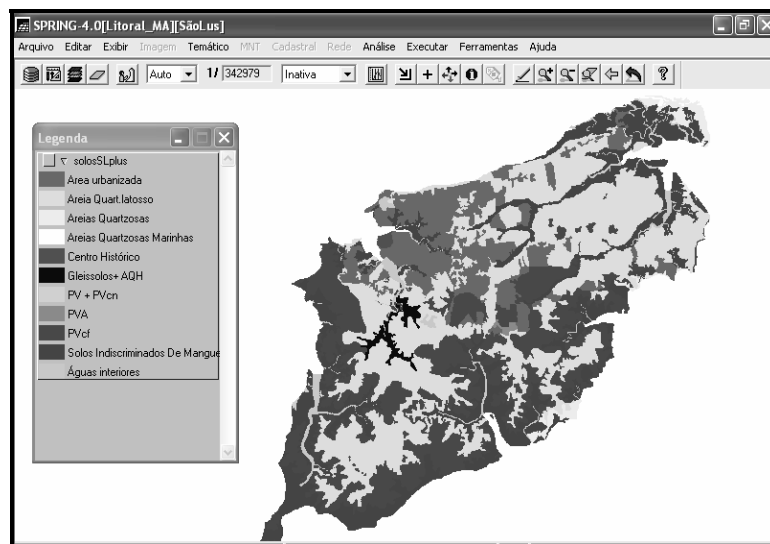 SPRING-4.0[Litoral_MA][SãoLus]
Arquivo Editar Exibir Imagem Temático MNT Cadastral Rede Análise Executar Ferramentas Ajuda
Auto 1/ 342979 Inativa
Legenda
solosSLplus
Area urbanizada
Areia Quart.latosso
Areias Quartzosas
Areias Quartzosas Marinhas
Centro Histórico
Gleissolos+ AQH
PV + PVcn
PVA
PVcf
Solos Indiscriminados De Mangue
Águas interiores